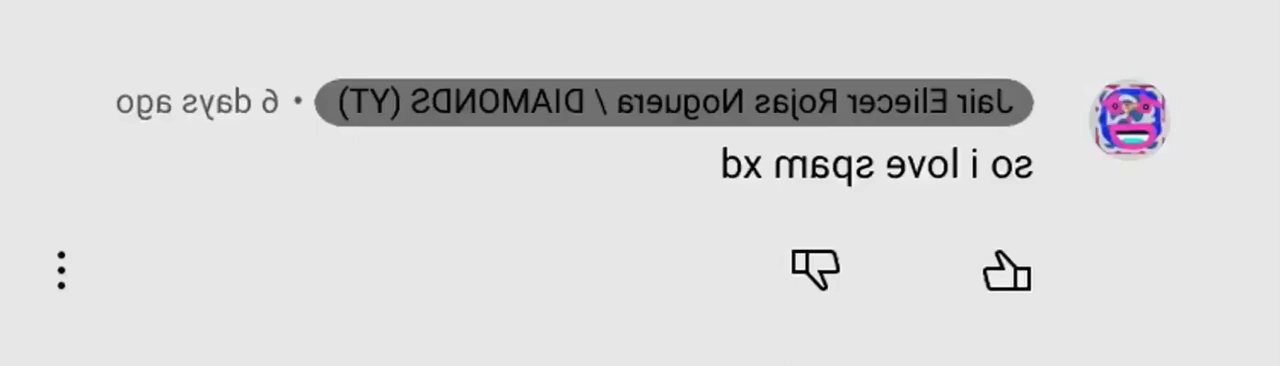 Jair Eliecer Rojas Noguera / DIAMONDS (YT) • 6 days ago
so i love spam xd